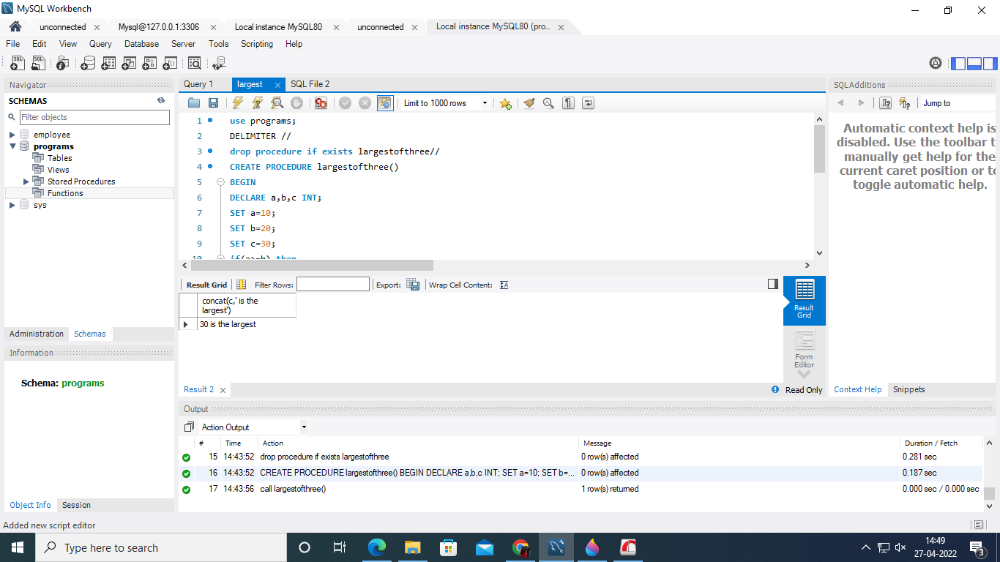 MySQL Workbench
unconnected
Mysql@127.0.0.1:3306
Local instance MySQL80
unconnected
Local instance MySQL80 (pro...
File Edit View Query Database Server Tools Scripting Help
Navigator
SCHEMAS
Filter objects
employee
programs
Tables
Views
Stored Procedures
Functions
sys
Administration Schemas
Information
Schema: programs
Object Info Session
Query 1
largest
SQL File 2
Limit to 1000 rows
1 use programs;
2 DELIMITER //
3 drop procedure if exists largestofthree//
4 CREATE PROCEDURE largestofthree()
5 BEGIN
6 DECLARE a,b,c INT;
7 SET a=10;
8 SET b=20;
9 SET c=30;
10 if(a>=b) then
Result Grid Filter Rows: Export: Wrap Cell Content:
concat(c,' is the
largest')
30 is the largest
Result
Grid
Form
Editor
Result 2
Read Only
SQLAdditions
Jump to
Automatic context help is
disabled. Use the toolbar t
manually get help for the
current caret position or to
toggle automatic help.
Context Help Snippets
Output
Action Output
# Time Action Message Duration / Fetch
15 14:43:52 drop procedure if exists largestofthree 0 row(s) affected 0.281 sec
16 14:43:52 CREATE PROCEDURE largestofthree() BEGIN DECLARE a,b,c INT; SET a=10; SET b=... 0 row(s) affected 0.187 sec
17 14:43:56 call largestofthree() 1 row(s) returned 0.000 sec / 0.000 sec
Added new script editor
Type here to search
14:49
27-04-2022
3